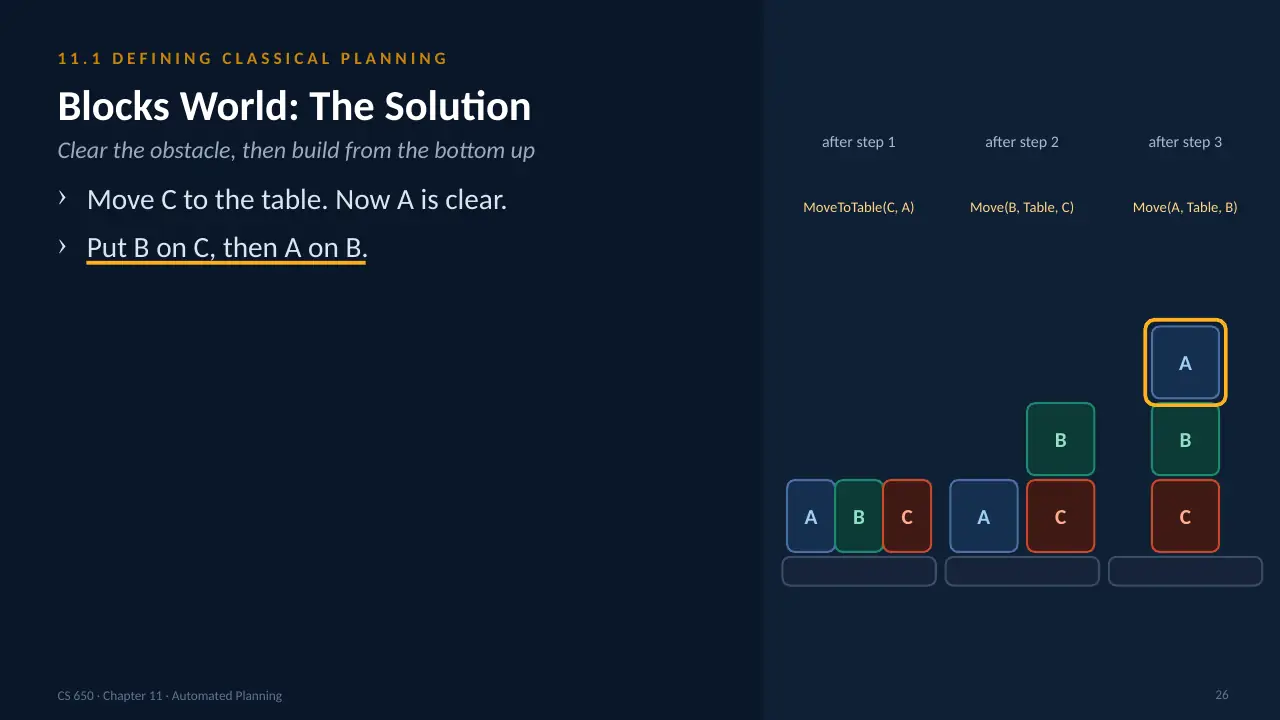 11.1 DEFINING CLASSICAL PLANNING
Blocks World: The Solution
Clear the obstacle, then build from the bottom up
› Move C to the table. Now A is clear.
› Put B on C, then A on B.
after step 1 after step 2 after step 3
MoveToTable(C, A) Move(B, Table, C) Move(A, Table, B)
A
B B
A B C A C C
CS 650 · Chapter 11 · Automated Planning
26